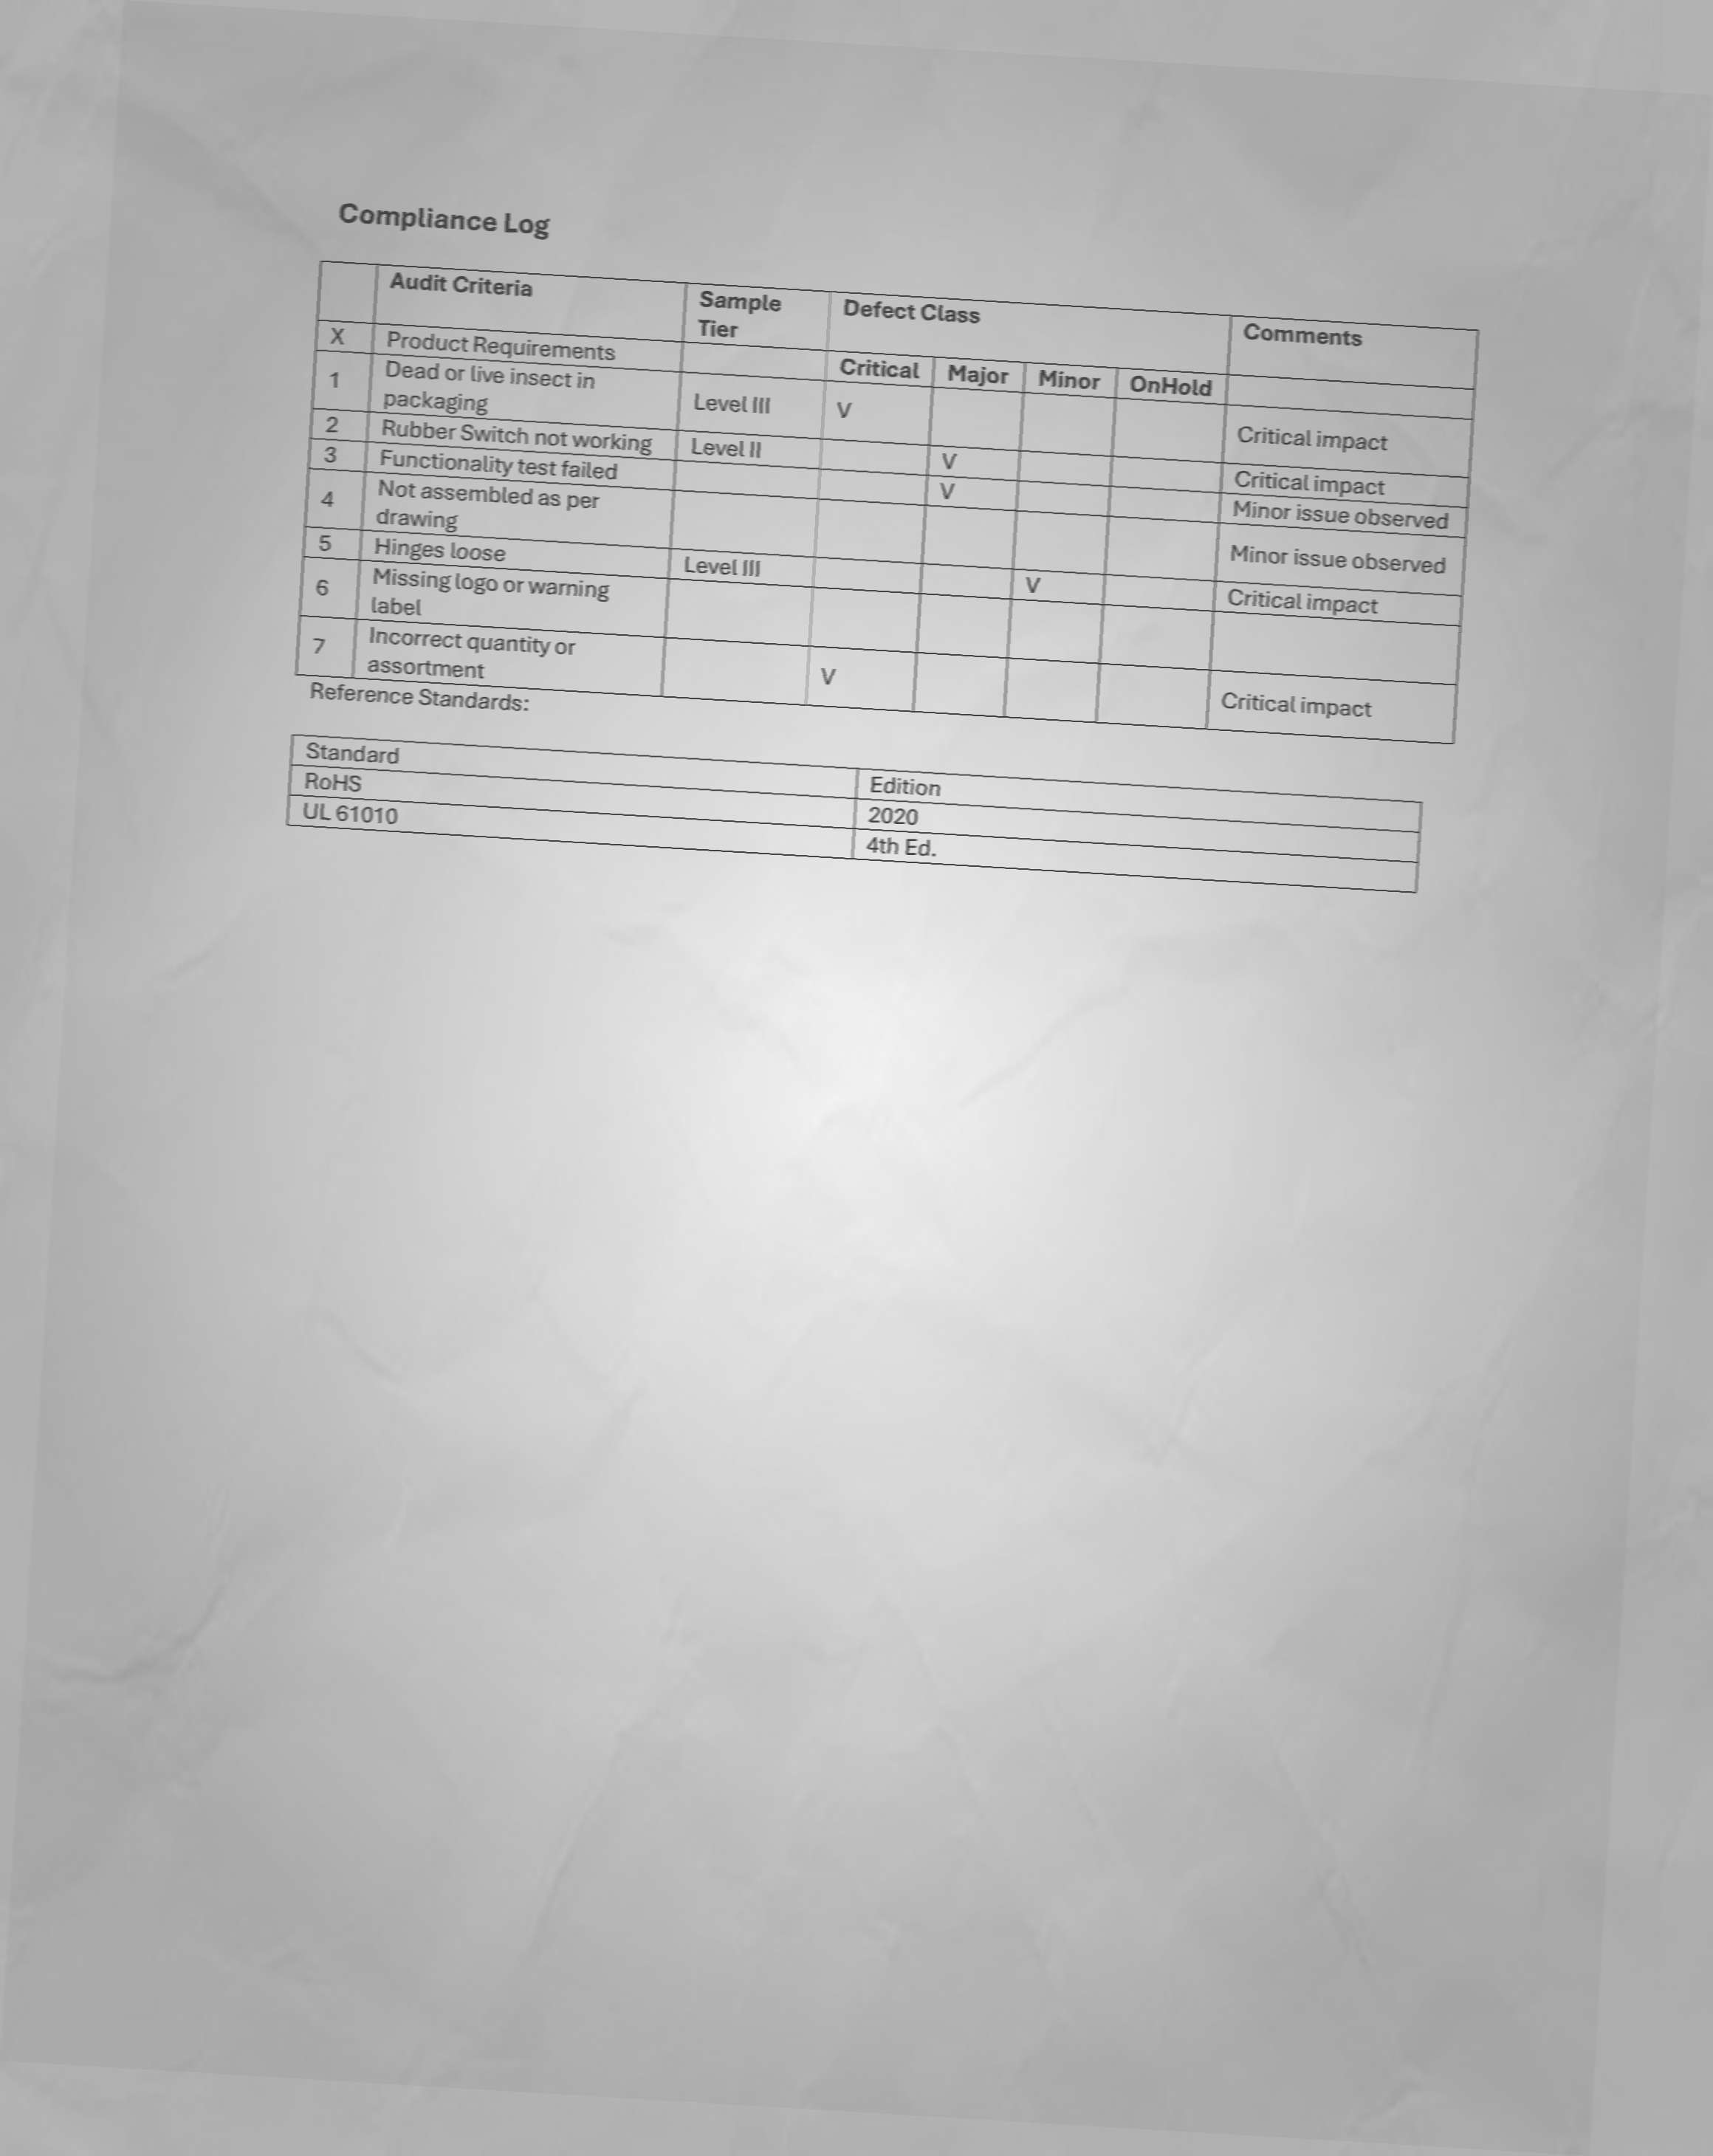 Compliance Log
Audit Criteria Sample Tier Defect Class Comments
X Product Requirements Critical Major Minor OnHold
1 Dead or live insect in packaging Level III V Critical impact
2 Rubber Switch not working Level II V Critical impact
3 Functionality test failed V Minor issue observed
4 Not assembled as per drawing Minor issue observed
5 Hinges loose Level III V Critical impact
6 Missing logo or warning label
7 Incorrect quantity or assortment V Critical impact
Reference Standards:
Standard Edition
RoHS 2020
UL 61010 4th Ed.